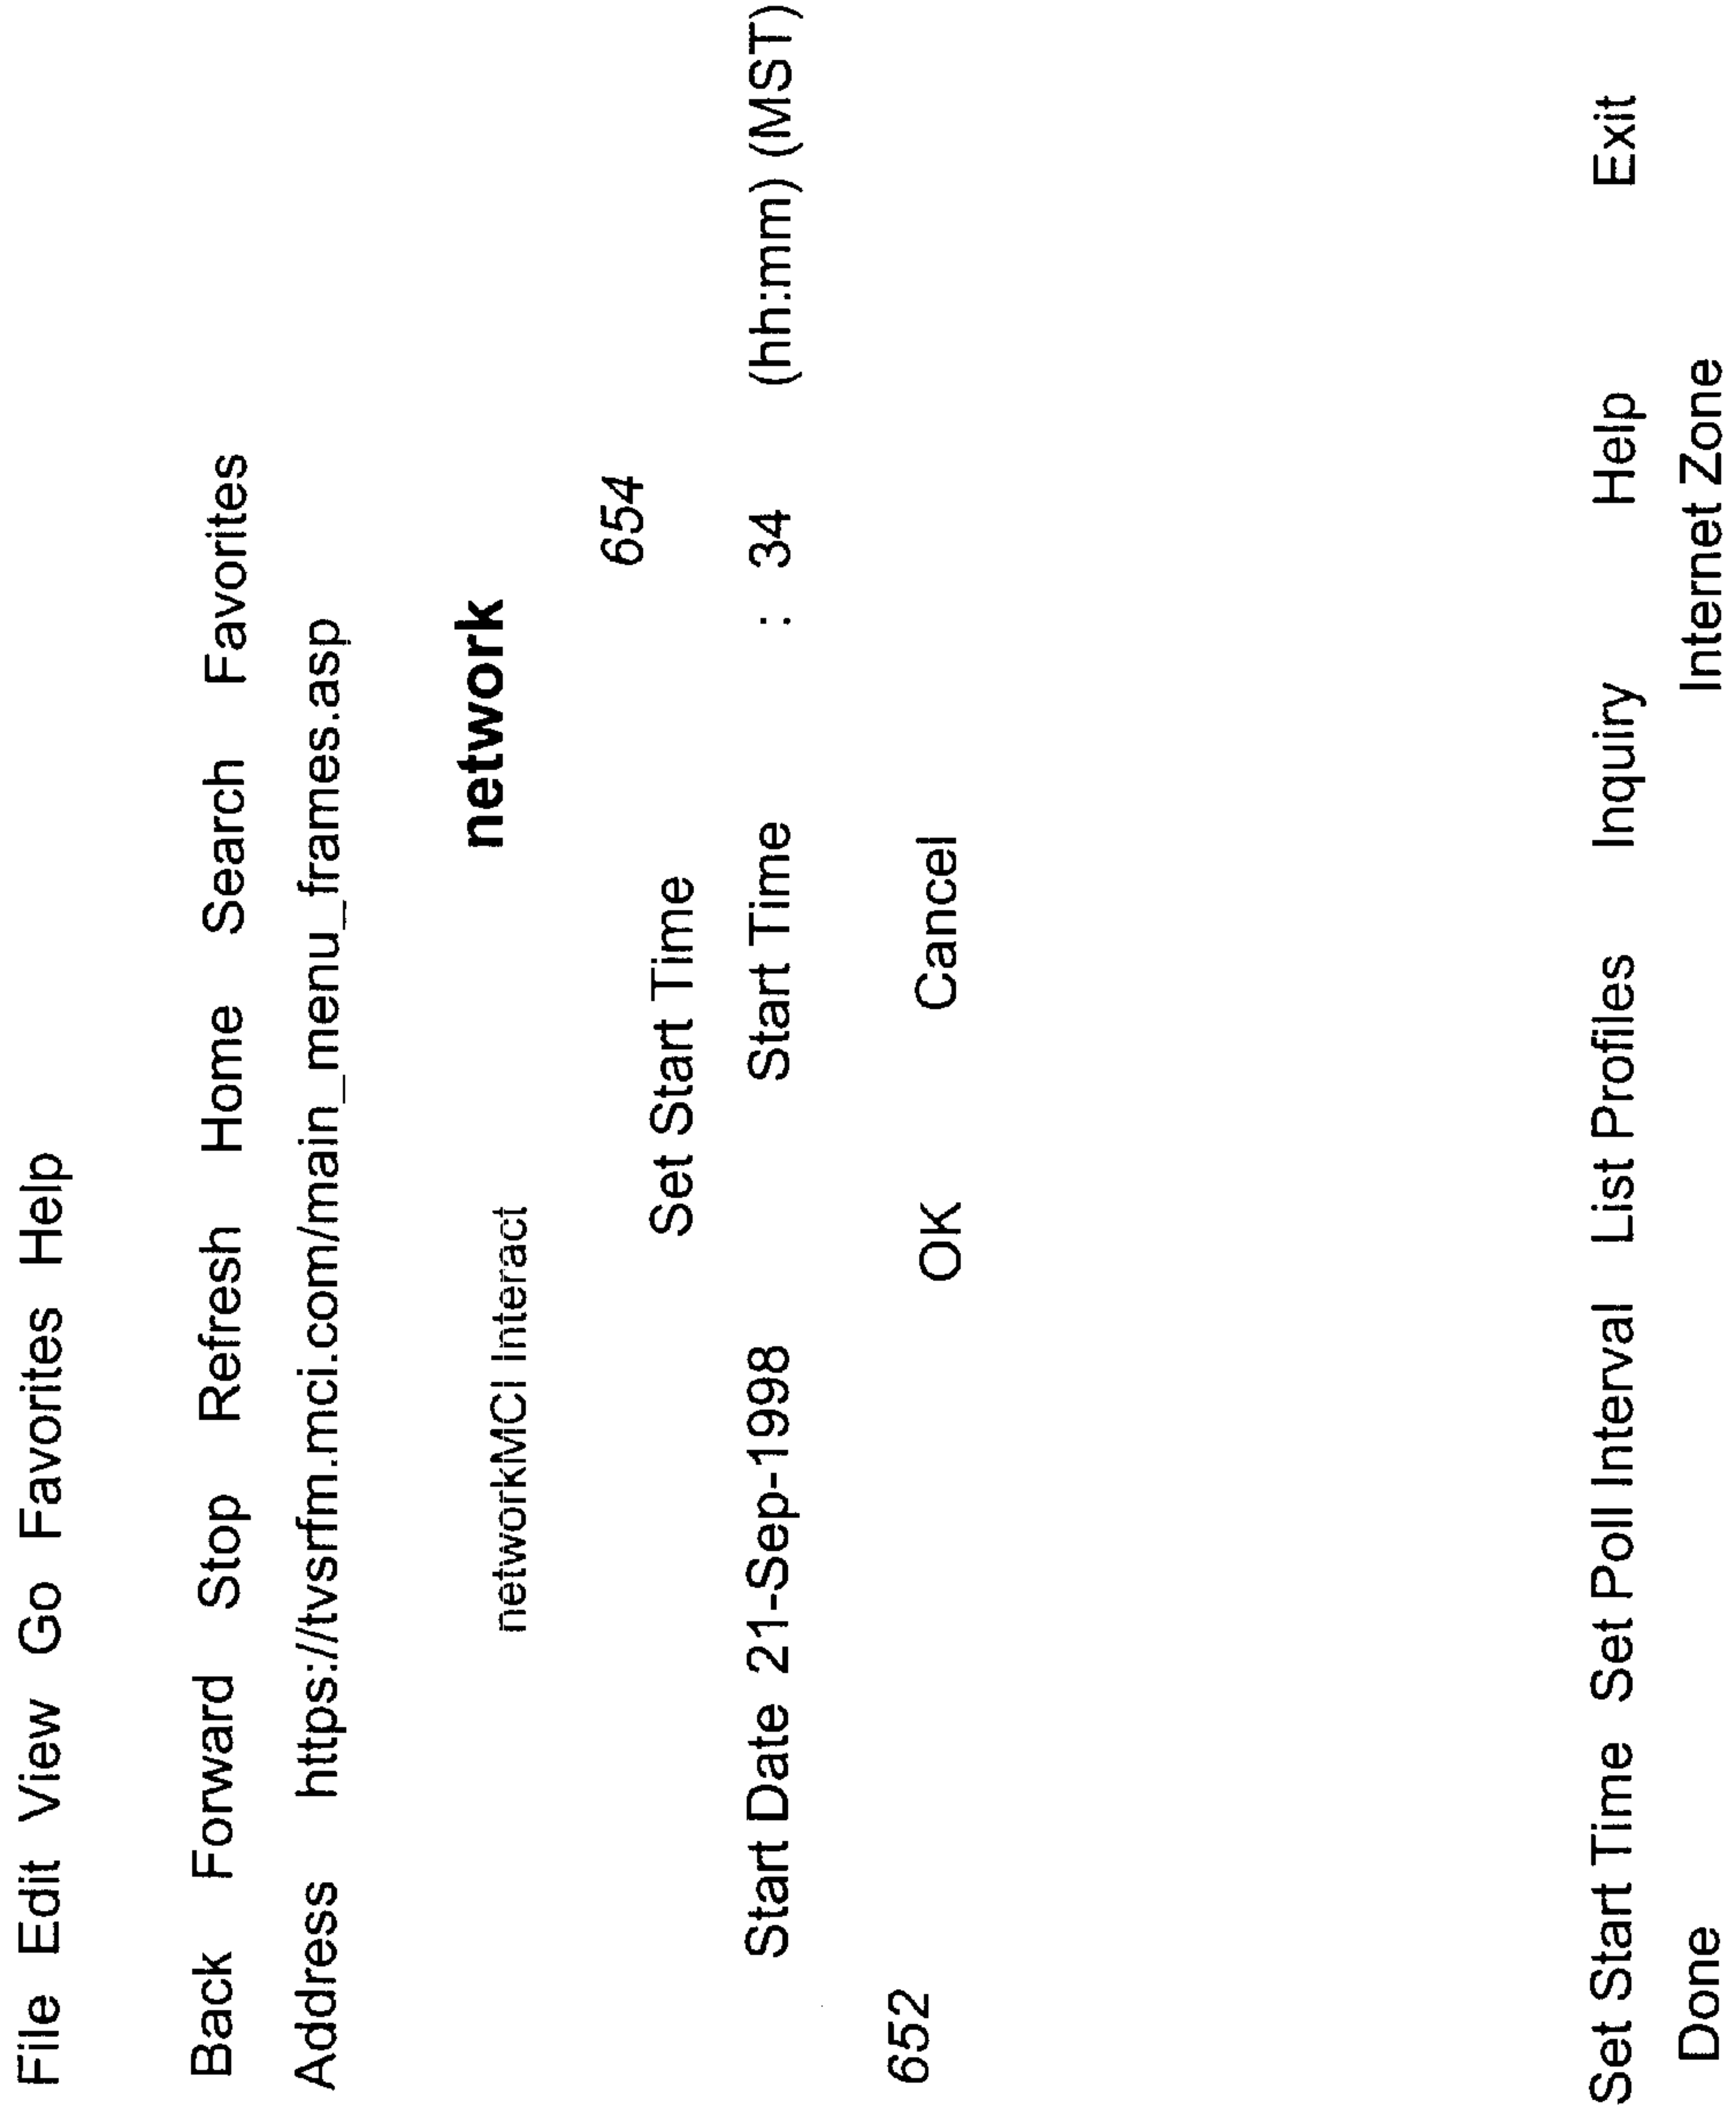 File Edit View Go Favorites Help
Back Forward Stop Refresh Home Search Favorites
Address https://tvsrfm.mci.com/main_menu_frames.asp
network
networkMCI Interact
654
Set Start Time
Start Date 21-Sep-1998 Start Time : 34 (hh:mm) (MST)
652
OK Cancel
Set Start Time Set Poll Interval List Profiles Inquiry Help Exit
Done Internet Zone